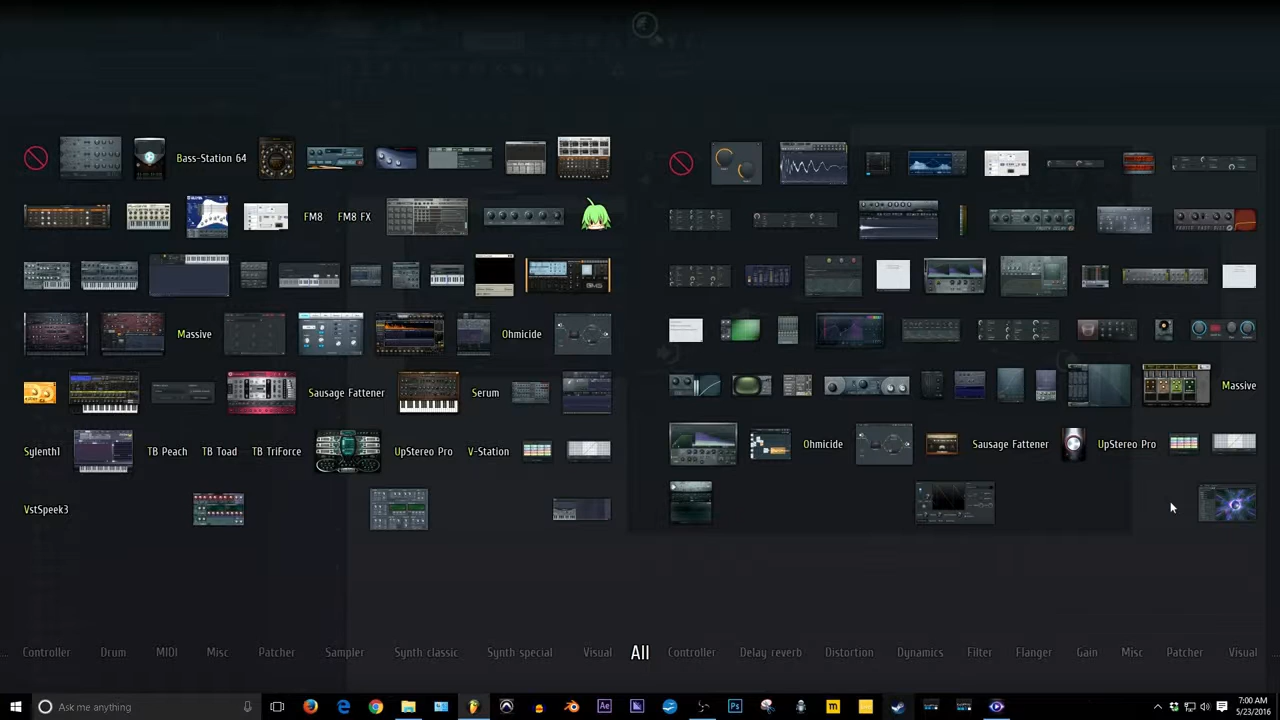 Bass-Station 64
FM8 FM8 FX
Massive Ohmicide
Massive
Sausage Fattener Serum
Sylenth1 TB Peach TB TriForce UpStereo Pro V-Station
Ohmicide Sausage Fattener UpStereo Pro
VstSpeek3
... Controller Drum MIDI Misc Patcher Sampler Synth classic Synth special Visual All Controller Delay reverb Distortion Dynamics Filter Flanger Gain Misc Patcher Visual ...
Ask me anything
7:00 AM
5/23/2016